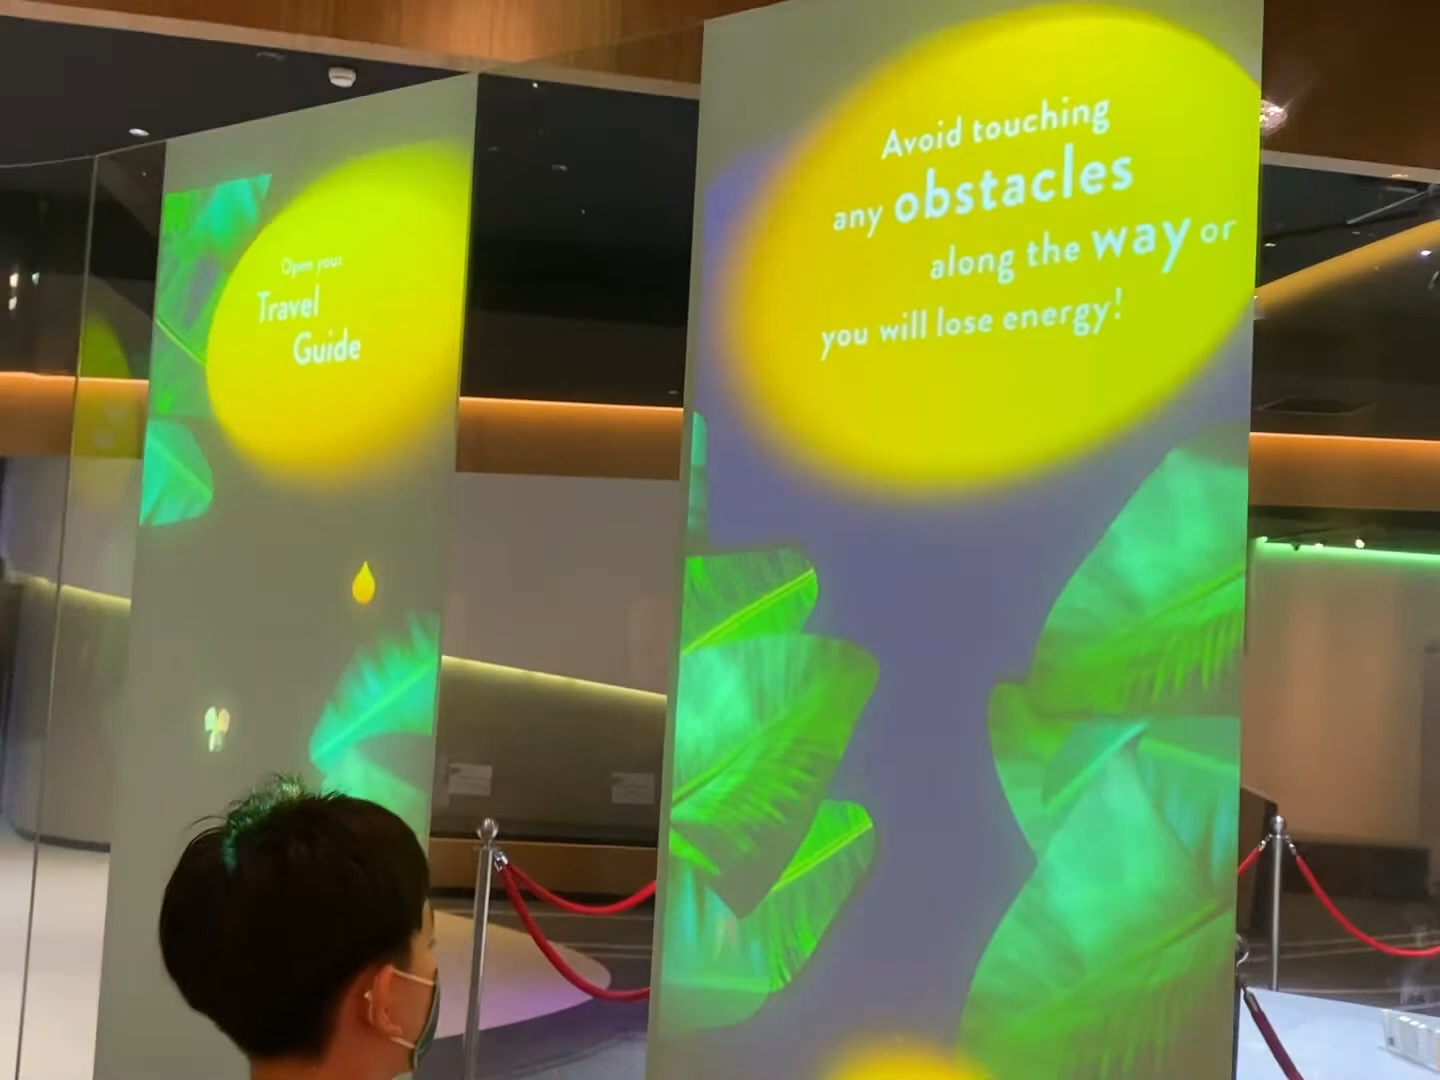 Open your
Travel
Guide
Avoid touching
any obstacles
along the way or
you will lose energy!